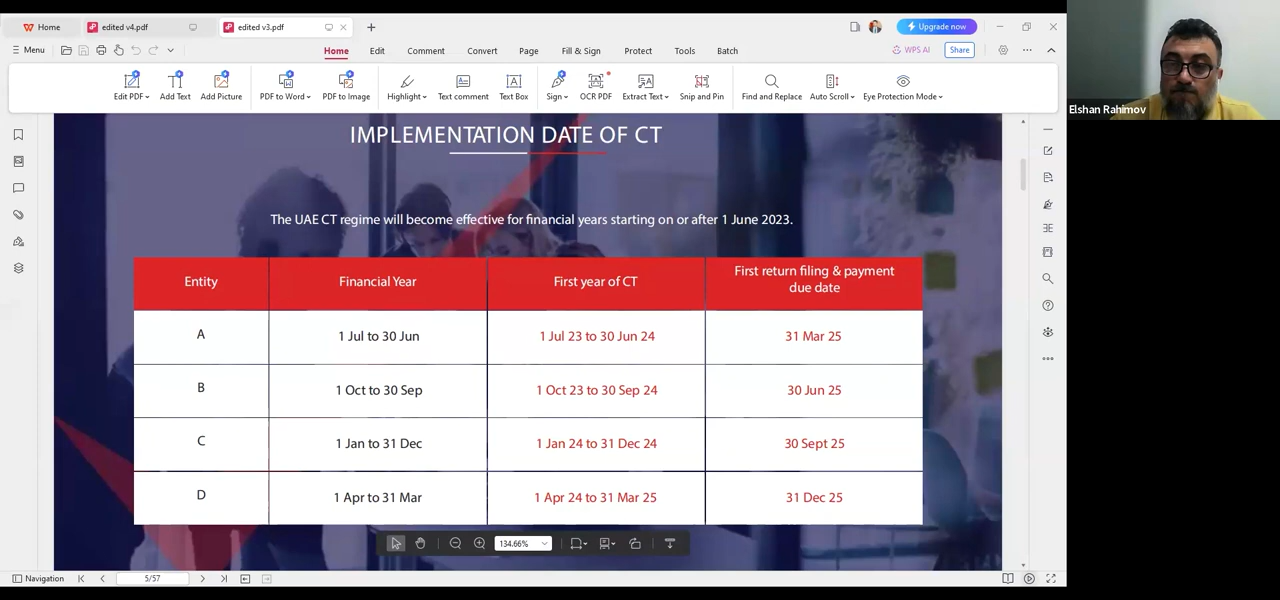 Home
edited v4.pdf
edited v3.pdf
Upgrade now
Menu
Home Edit Comment Convert Page Fill & Sign Protect Tools Batch
WPS AI
Share
Edit PDF Add Text Add Picture PDF to Word PDF to Image Highlight Text comment Text Box Sign OCR PDF Extract Text Snip and Pin Find and Replace Auto Scroll Eye Protection Mode
Elshan Rahimov
IMPLEMENTATION DATE OF CT
The UAE CT regime will become effective for financial years starting on or after 1 June 2023.
Entity Financial Year First year of CT First return filing & payment
due date
A 1 Jul to 30 Jun 1 Jul 23 to 30 Jun 24 31 Mar 25
B 1 Oct to 30 Sep 1 Oct 23 to 30 Sep 24 30 Jun 25
C 1 Jan to 31 Dec 1 Jan 24 to 31 Dec 24 30 Sept 25
D 1 Apr to 31 Mar 1 Apr 24 to 31 Mar 25 31 Dec 25
134.66%
Navigation 5/57